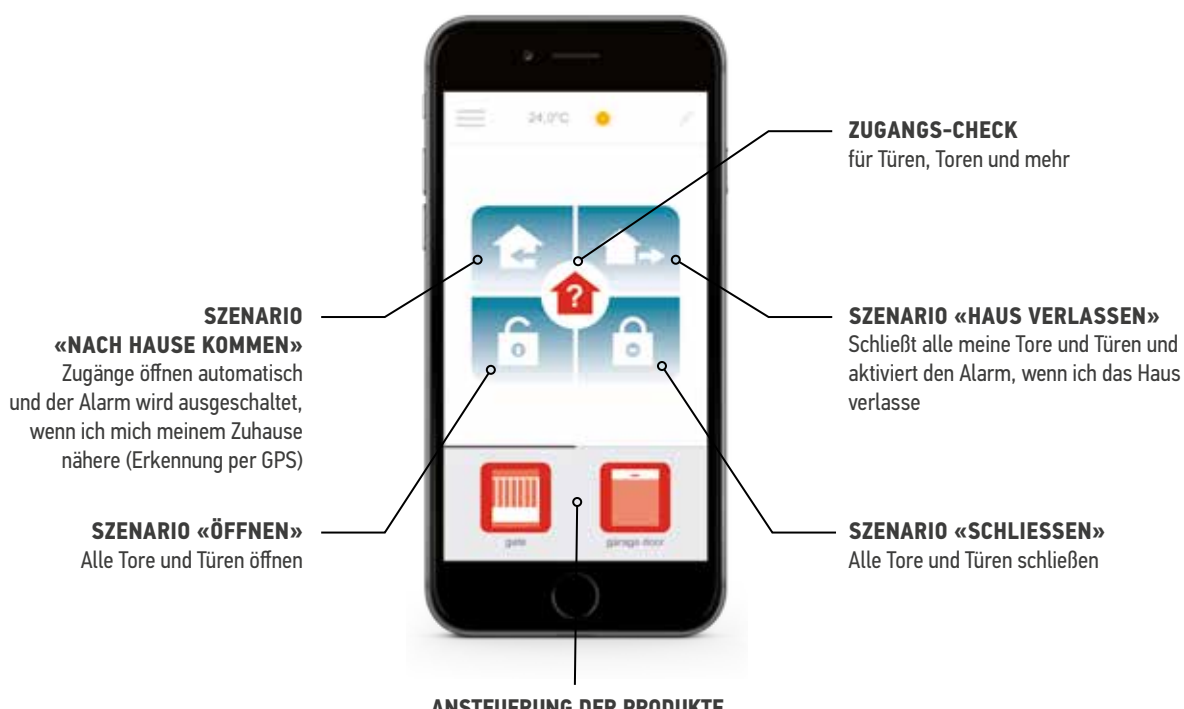 24,0°C
ZUGANGS-CHECK
für Türen, Toren und mehr
SZENARIO
«NACH HAUSE KOMMEN»
Zugänge öffnen automatisch
und der Alarm wird ausgeschaltet,
wenn ich mich meinem Zuhause
nähere (Erkennung per GPS)
SZENARIO «HAUS VERLASSEN»
Schließt alle meine Tore und Türen und
aktiviert den Alarm, wenn ich das Haus
verlasse
?
SZENARIO «ÖFFNEN»
Alle Tore und Türen öffnen
SZENARIO «SCHLIESSEN»
Alle Tore und Türen schließen
gate
garage door
ANSTEUERUNG DER PRODUKTE